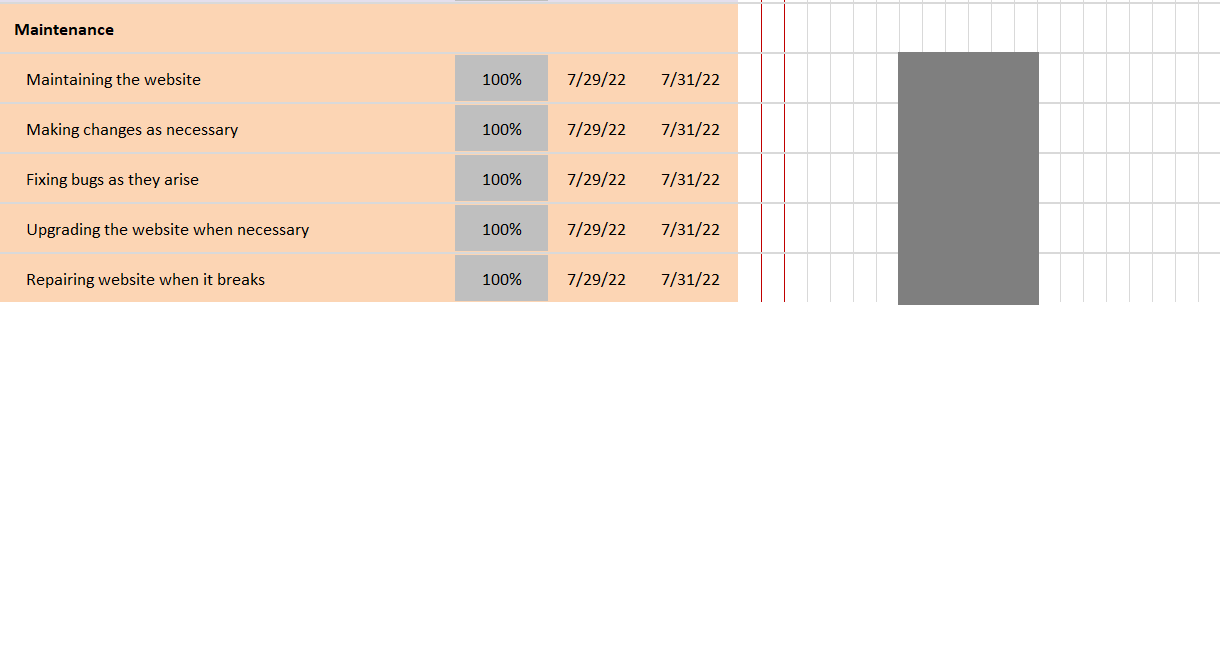 Maintenance
Maintaining the website 100% 7/29/22 7/31/22
Making changes as necessary 100% 7/29/22 7/31/22
Fixing bugs as they arise 100% 7/29/22 7/31/22
Upgrading the website when necessary 100% 7/29/22 7/31/22
Repairing website when it breaks 100% 7/29/22 7/31/22